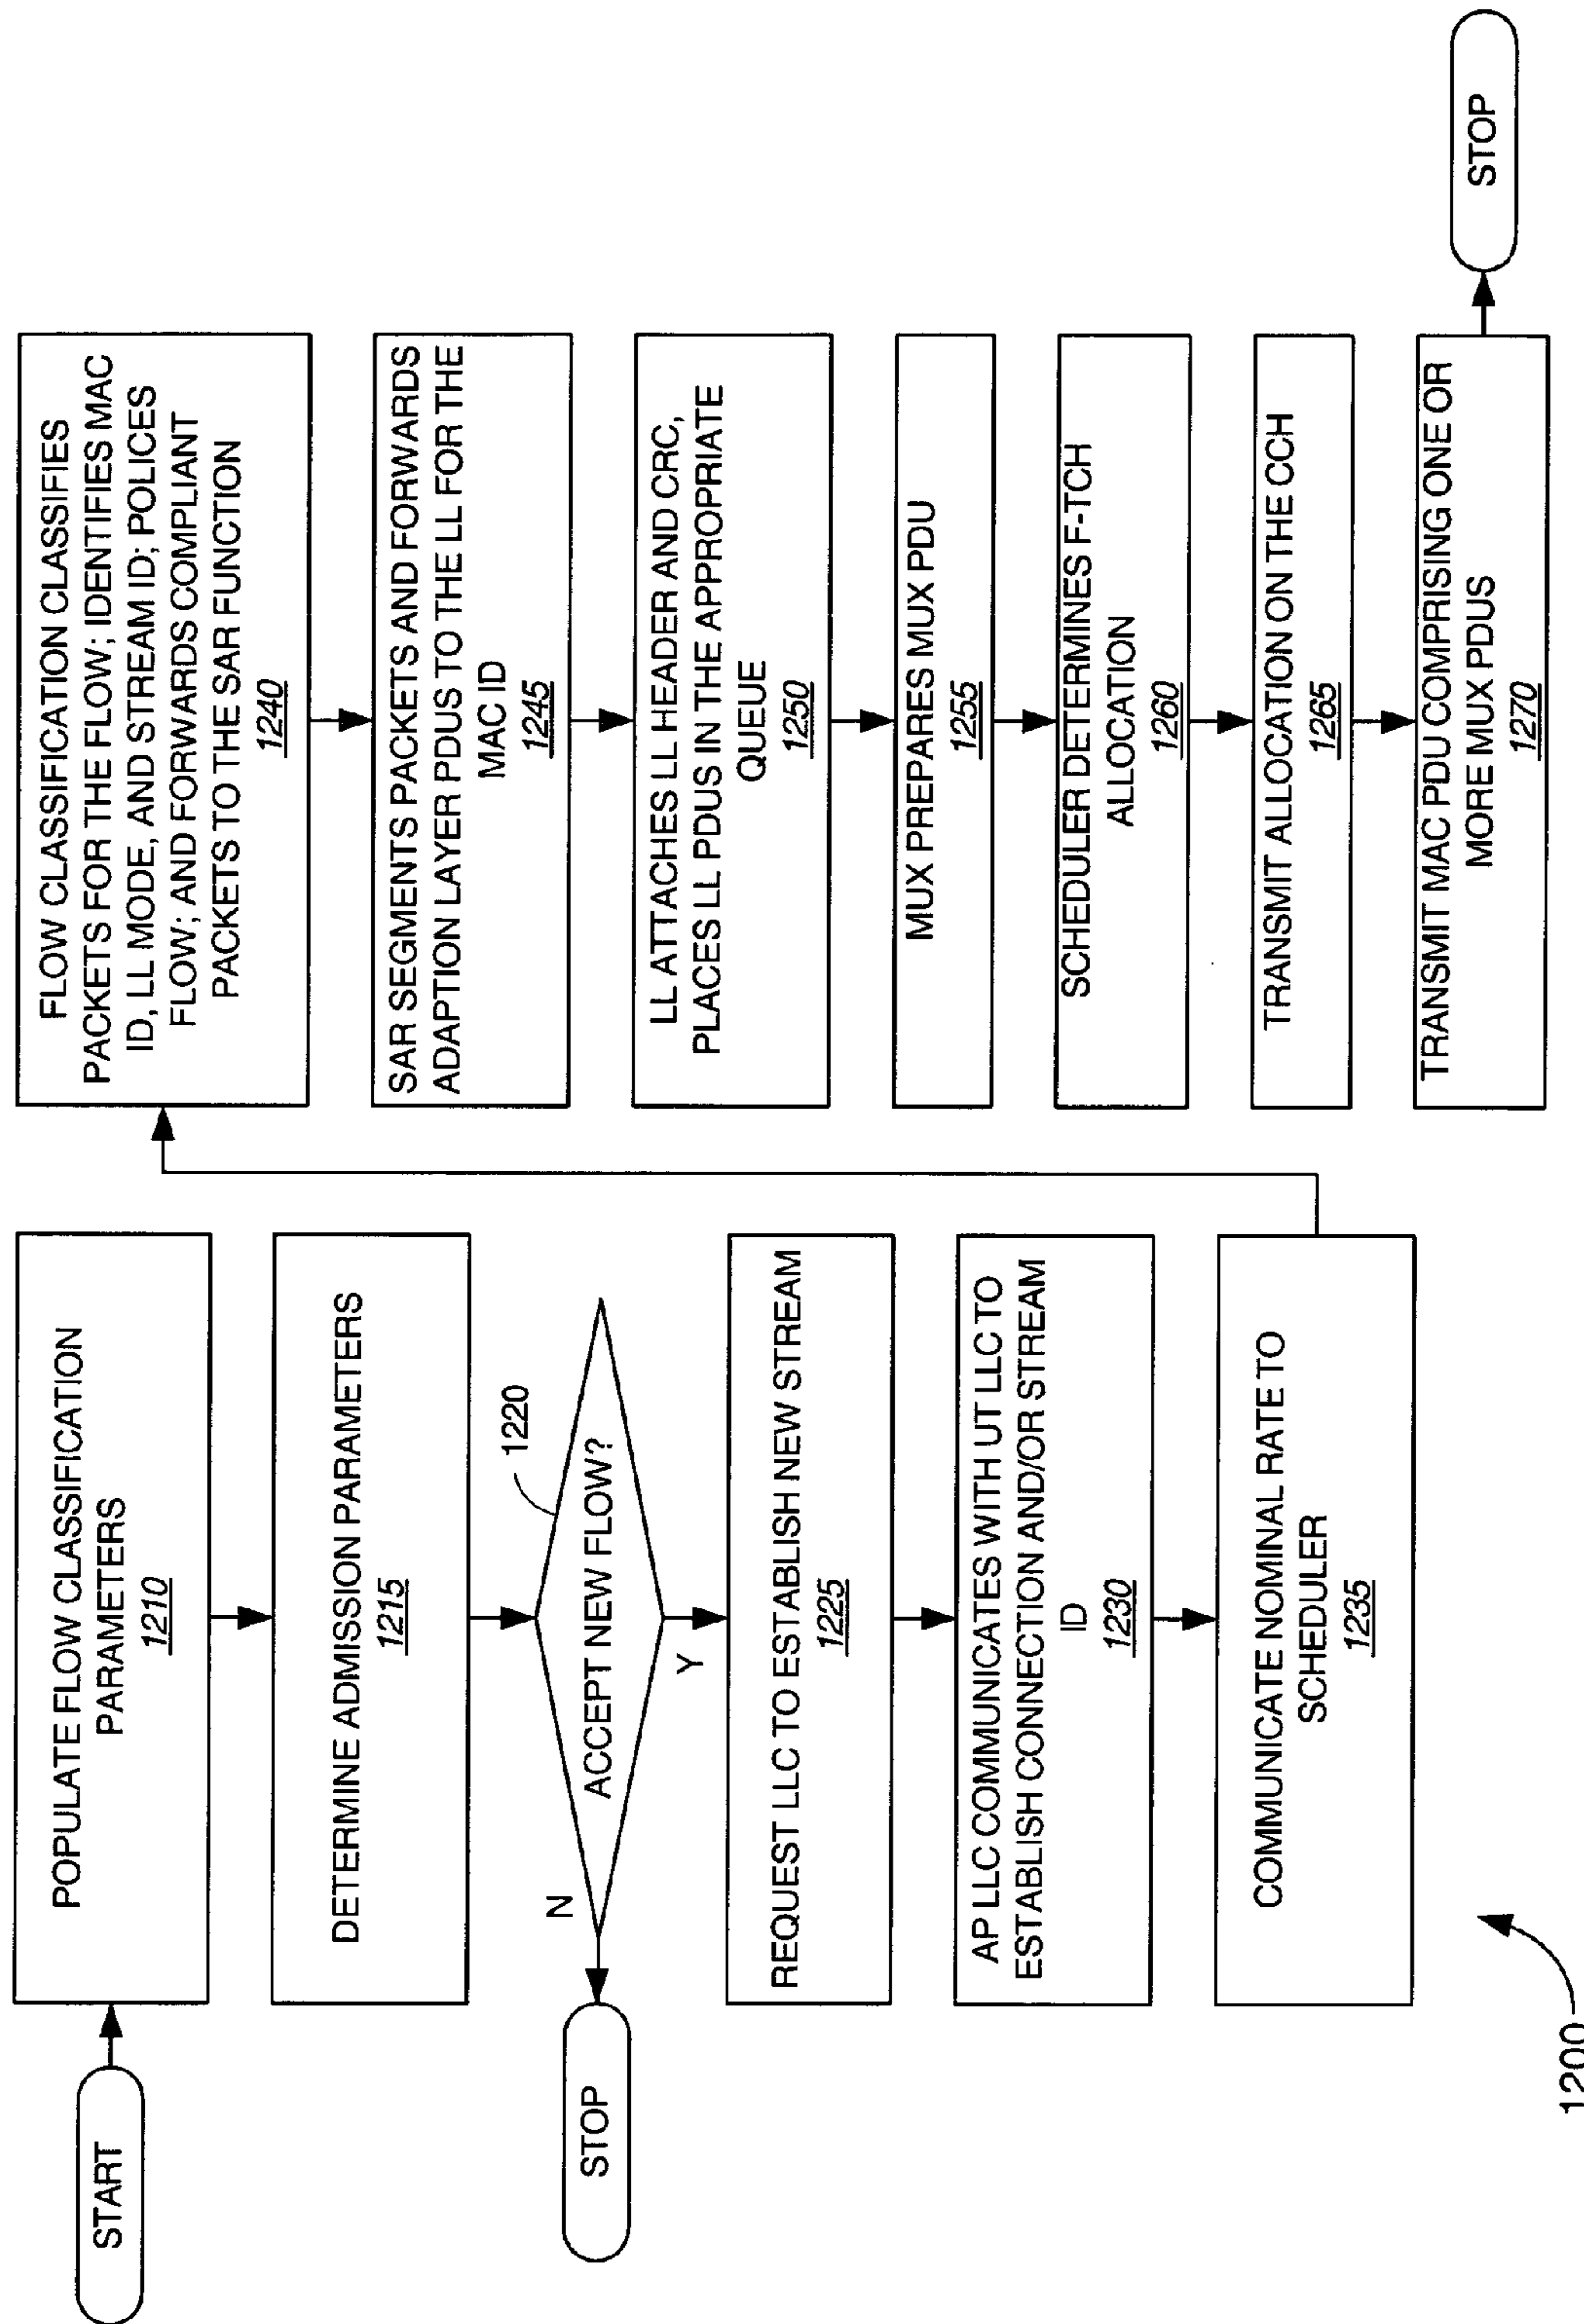 START
POPULATE FLOW CLASSIFICATION
PARAMETERS
1210
DETERMINE ADMISSION PARAMETERS
1215
1220
ACCEPT NEW FLOW?
N
Y
STOP
REQUEST LLC TO ESTABLISH NEW STREAM
1225
AP LLC COMMUNICATES WITH UT LLC TO
ESTABLISH CONNECTION AND/OR STREAM
ID
1230
COMMUNICATE NOMINAL RATE TO
SCHEDULER
1235
FLOW CLASSIFICATION CLASSIFIES
PACKETS FOR THE FLOW; IDENTIFIES MAC
ID, LL MODE, AND STREAM ID; POLICES
FLOW; AND FORWARDS COMPLIANT
PACKETS TO THE SAR FUNCTION
1240
SAR SEGMENTS PACKETS AND FORWARDS
ADAPTION LAYER PDUS TO THE LL FOR THE
MAC ID
1245
LL ATTACHES LL HEADER AND CRC,
PLACES LL PDUS IN THE APPROPRIATE
QUEUE
1250
MUX PREPARES MUX PDU
1255
SCHEDULER DETERMINES F-TCH
ALLOCATION
1260
TRANSMIT ALLOCATION ON THE CCH
1265
TRANSMIT MAC PDU COMPRISING ONE OR
MORE MUX PDUS
1270
STOP
1200